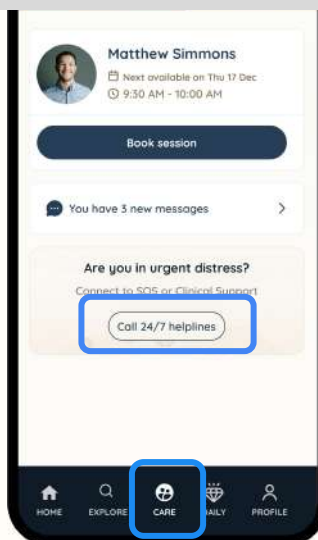 Matthew Simmons
Next available on Thu 17 Dec
9:30 AM - 10:00 AM
Book session
You have 3 new messages
Are you in urgent distress?
Connect to SOS or Clinical Support
Call 24/7 helplines
HOME EXPLORE CARE DAILY PROFILE